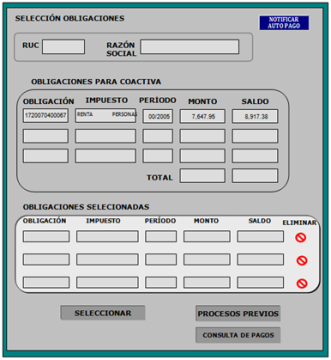 SELECCIÓN OBLIGACIONES
NOTIFICAR
AUTO PAGO
RUC
RAZÓN
SOCIAL
OBLIGACIONES PARA COACTIVA
OBLIGACIÓN IMPUESTO PERÍODO MONTO SALDO
1720070400067 RENTA PERSONAS 00/2005 7,647.95 8,917.38
TOTAL
OBLIGACIONES SELECIONADAS
OBLIGACIÓN IMPUESTO PERÍODO MONTO SALDO ELIMINAR
SELECCIONAR
PROCESOS PREVIOS
CONSULTA DE PAGOS